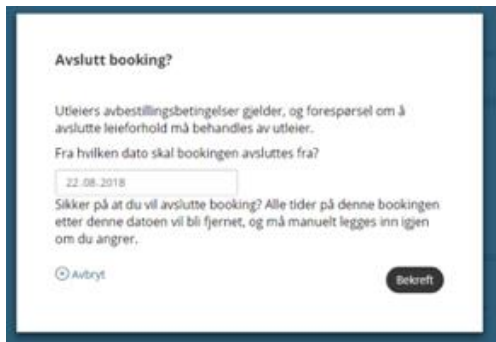 Avslutt booking?
Utleiers avbestillingsbetingelser gjelder, og forespørsel om å
avslutte leieforhold må behandles av utleier.
Fra hvilken dato skal bookingen avsluttes fra?
22.08.2018
Sikker på at du vil avslutte booking? Alle tider på denne bookingen
etter denne datoen vil bli fjernet, og må manuelt legges inn igjen
om du angrer.
Avbryt
Bekreft